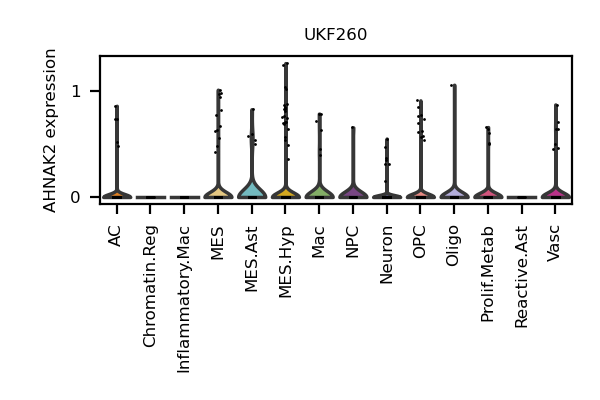 UKF260
AHNAK2 expression
1
0
AC
Chromatin.Reg
Inflammatory.Mac
MES
MES.Ast
MES.Hyp
Mac
NPC
Neuron
OPC
Oligo
Prolif.Metab
Reactive.Ast
Vasc